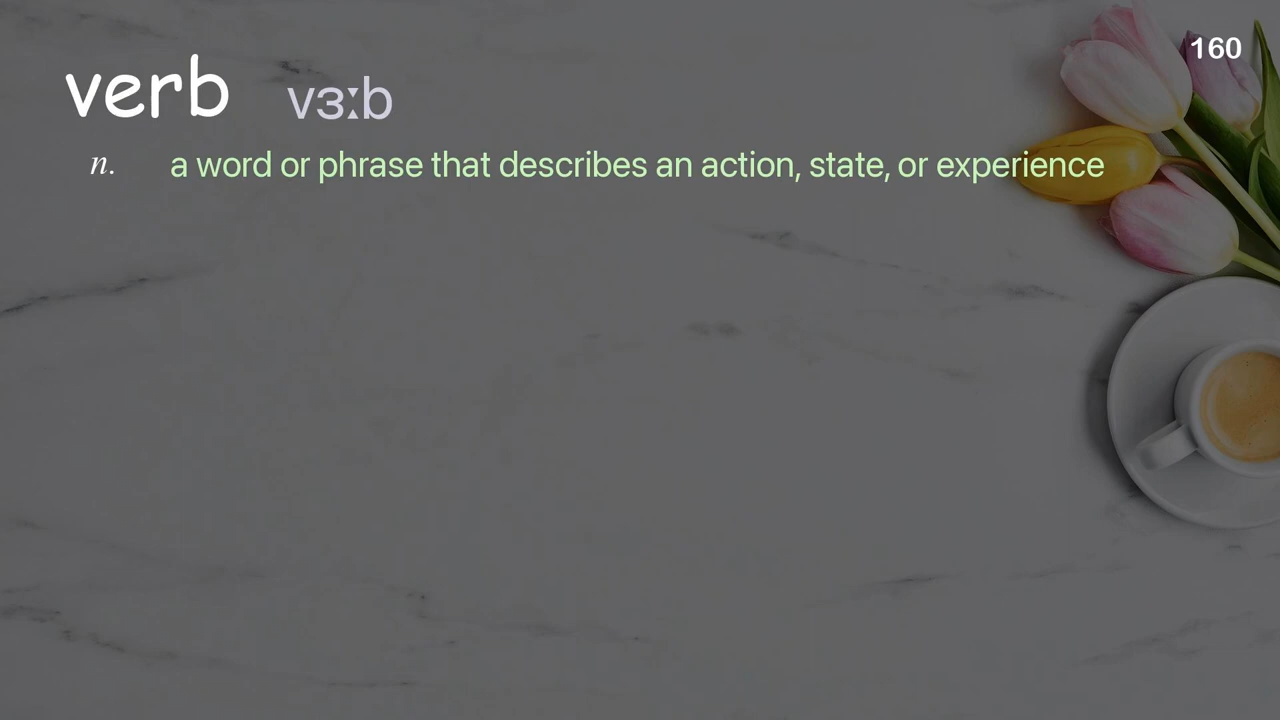 160
verb vɜːb
n. a word or phrase that describes an action, state, or experience